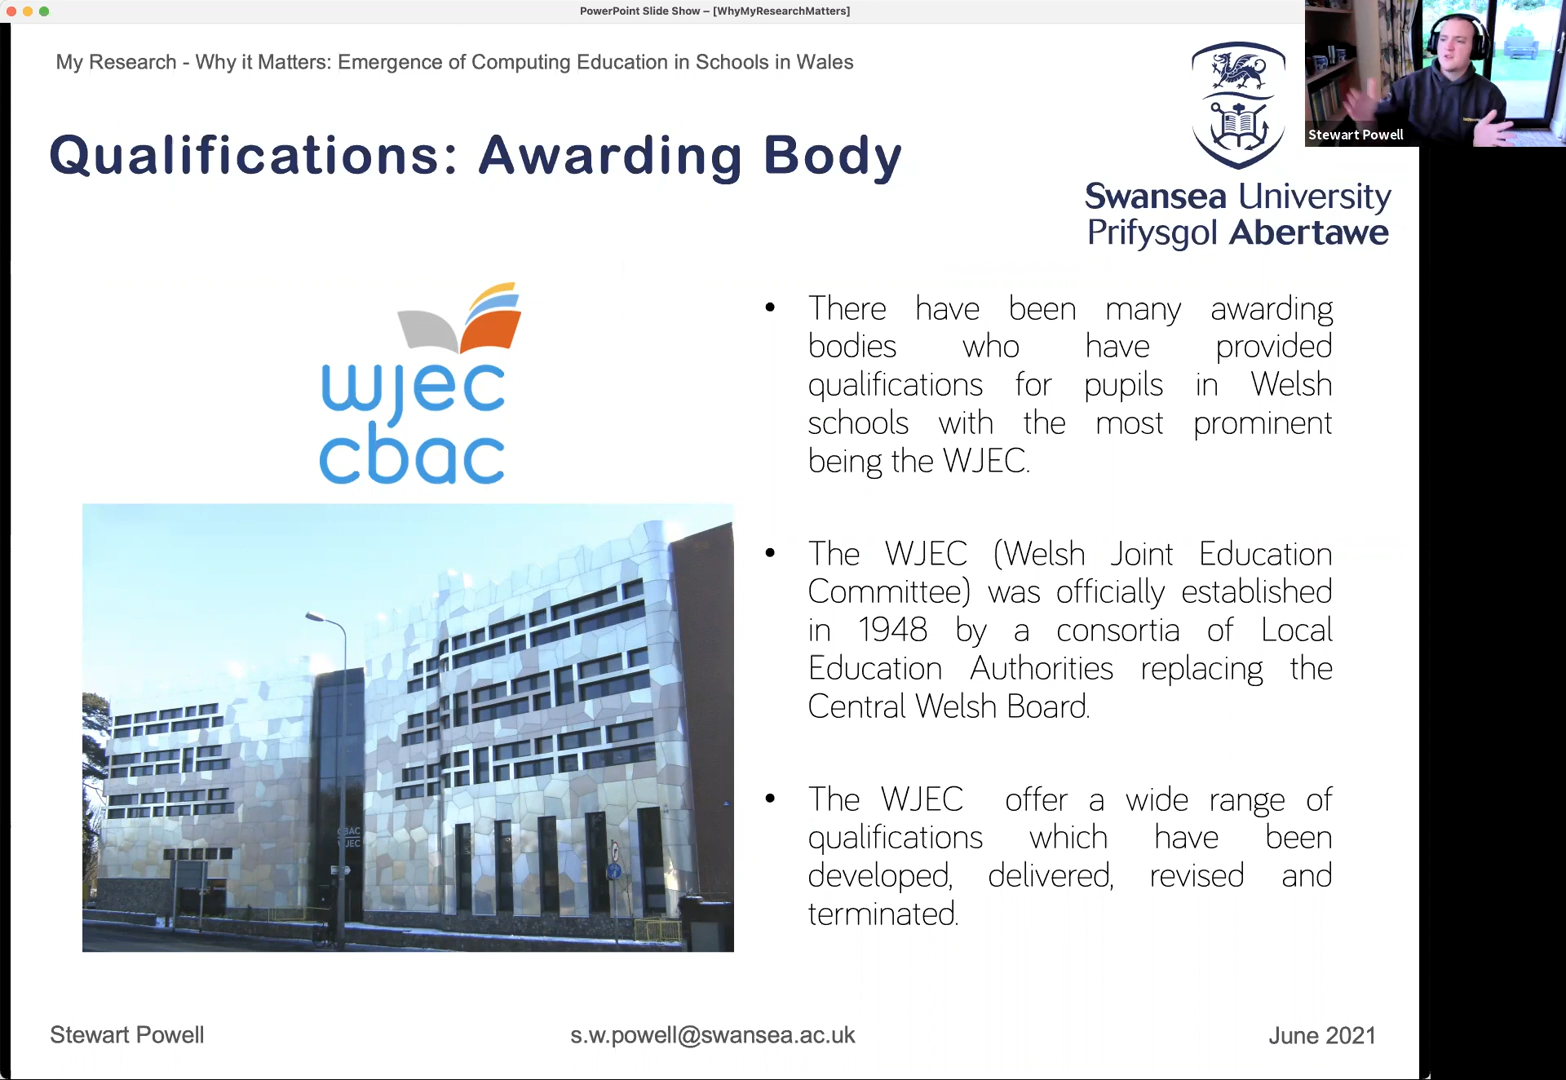 PowerPoint Slide Show – [WhyMyResearchMatters]
My Research - Why it Matters: Emergence of Computing Education in Schools in Wales
Stewart Powell
Qualifications: Awarding Body
Swansea University
Prifysgol Abertawe
wjec
cbac
• There have been many awarding
bodies who have provided
qualifications for pupils in Welsh
schools with the most prominent
being the WJEC.
• The WJEC (Welsh Joint Education
Committee) was officially established
in 1948 by a consortia of Local
Education Authorities replacing the
Central Welsh Board.
• The WJEC offer a wide range of
qualifications which have been
developed, delivered, revised and
terminated.
CBAC
WJEC
Stewart Powell
s.w.powell@swansea.ac.uk
June 2021